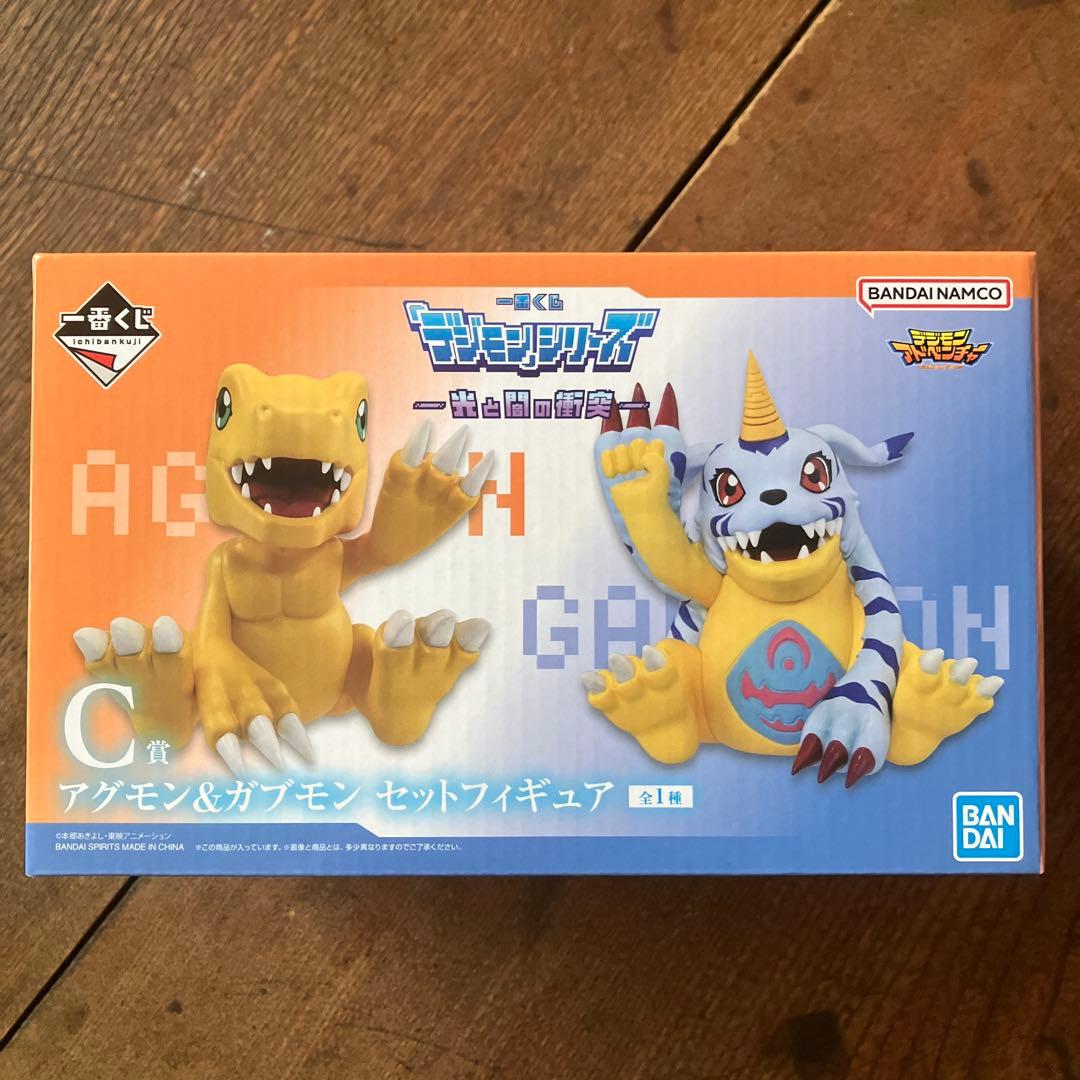 一番くじ
ichibankuji
一番くじ
デジモンシリーズ
―光と闇の衝突―
BANDAI NAMCO
デジモン
アドベンチャー
AG
N
GA
ON
C賞
アグモン&ガブモン セットフィギュア 全1種
©本郷あきよし・東映アニメーション
BANDAI SPIRITS MADE IN CHINA ※この商品が入っています。※画像と商品とは、多少異なりますのでご了承ください。
BAN
DAI